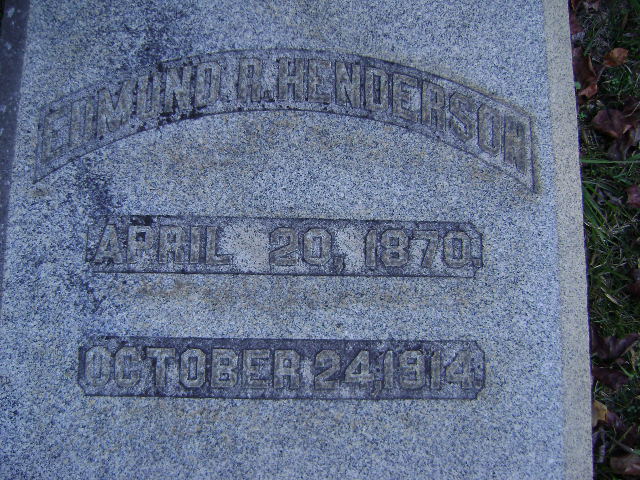 EDMUND R. HENDERSON
APRIL 20, 1870
OCTOBER 24, 1914